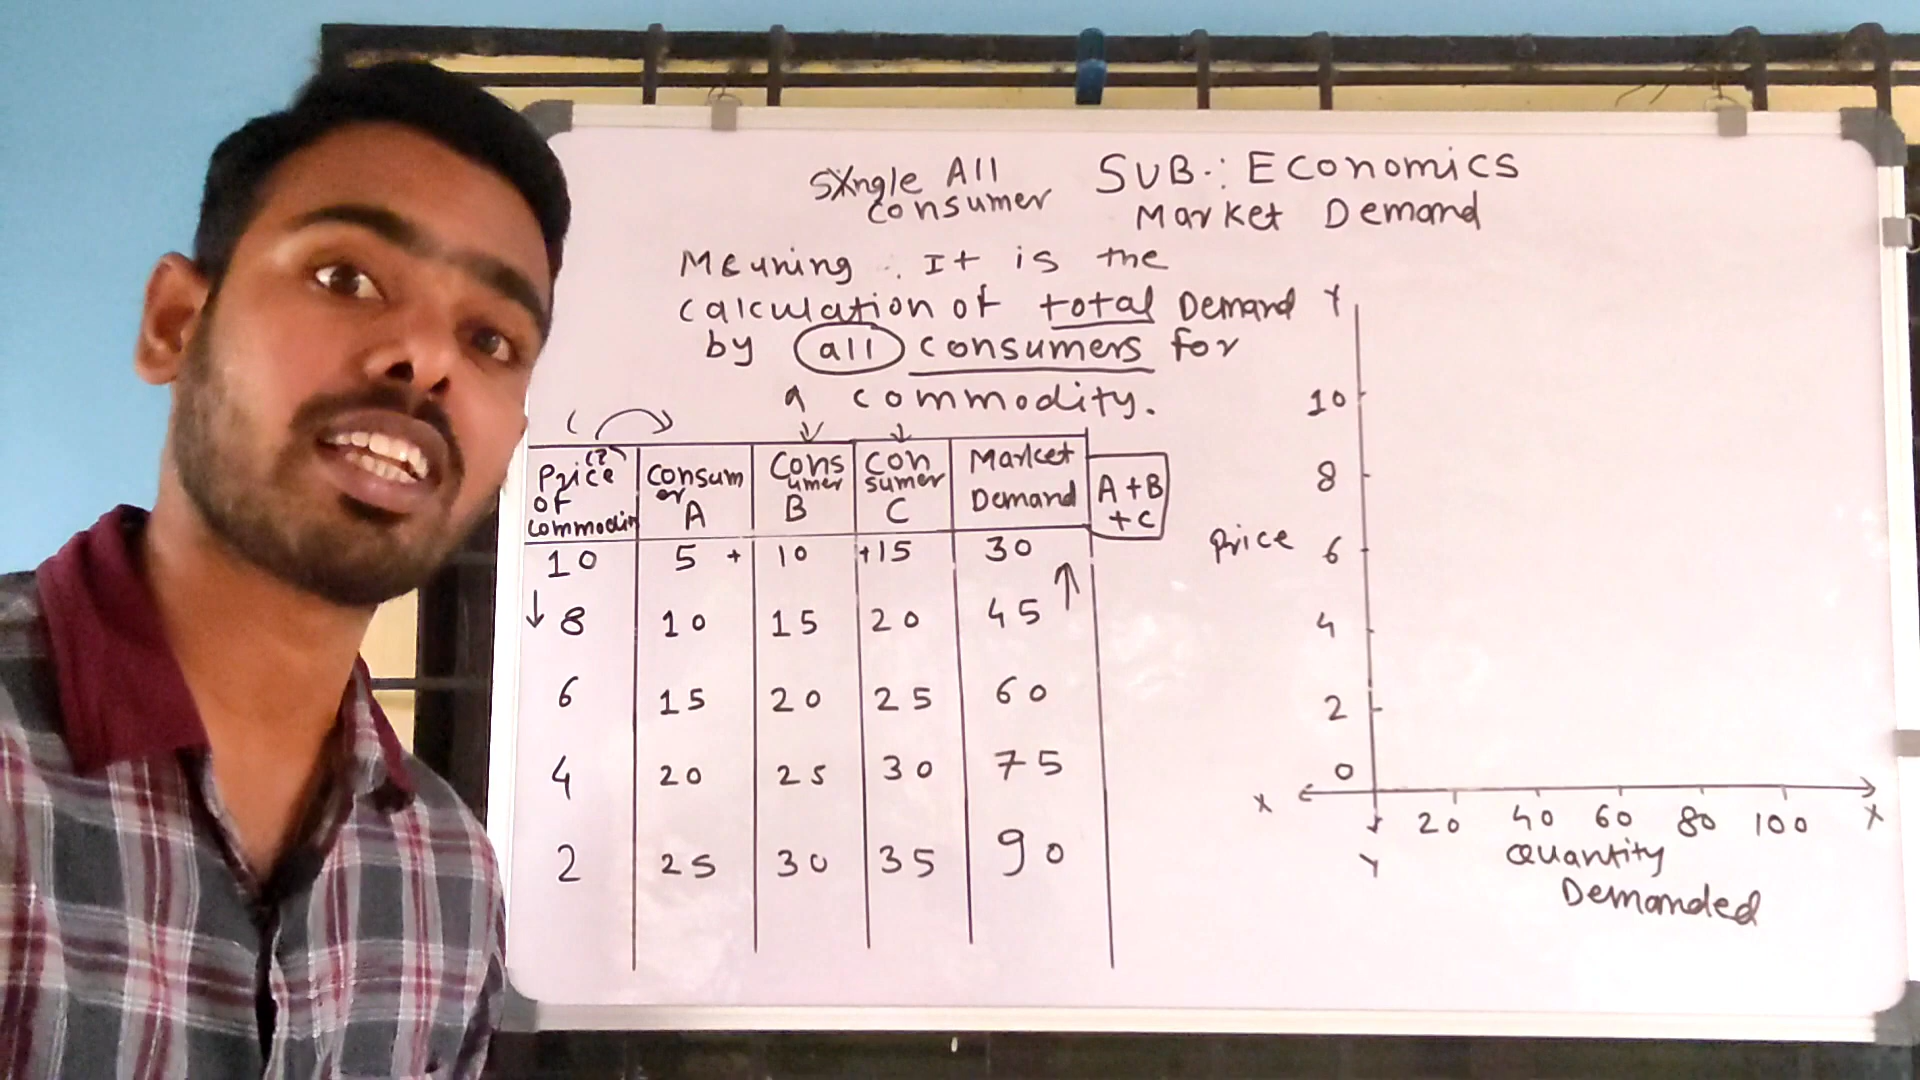 SXngle All
Consumer
SUB.: Economics
Market Demand
Meuning : It is the
calculation of total Demand
by all consumers for
a commodity.
Price (?) of commodity | Consumer A | Consumer B | Consumer C | Market Demand | A+B+C
10 | 5 + | 10 | +15 | 30
↓ 8 | 10 | 15 | 20 | 45 ↑
6 | 15 | 20 | 25 | 60
4 | 20 | 25 | 30 | 75
2 | 25 | 30 | 35 | 90
Y
10
8
Price 6
4
2
0
X X
20 40 60 80 100
Y
Quantity
Demanded